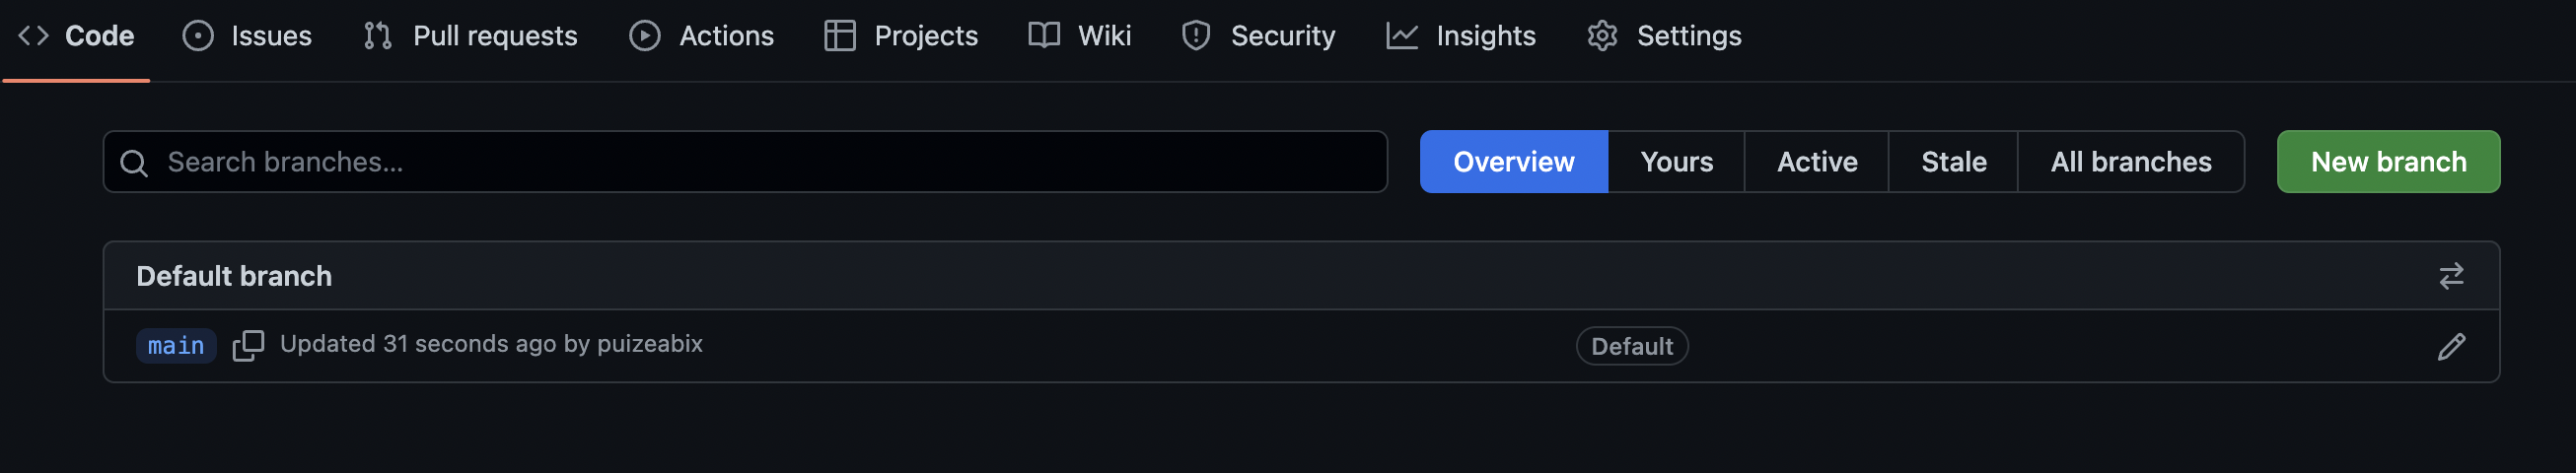 Code Issues Pull requests Actions Projects Wiki Security Insights Settings
Search branches... Overview Yours Active Stale All branches New branch
Default branch
main Updated 31 seconds ago by puizeabix Default